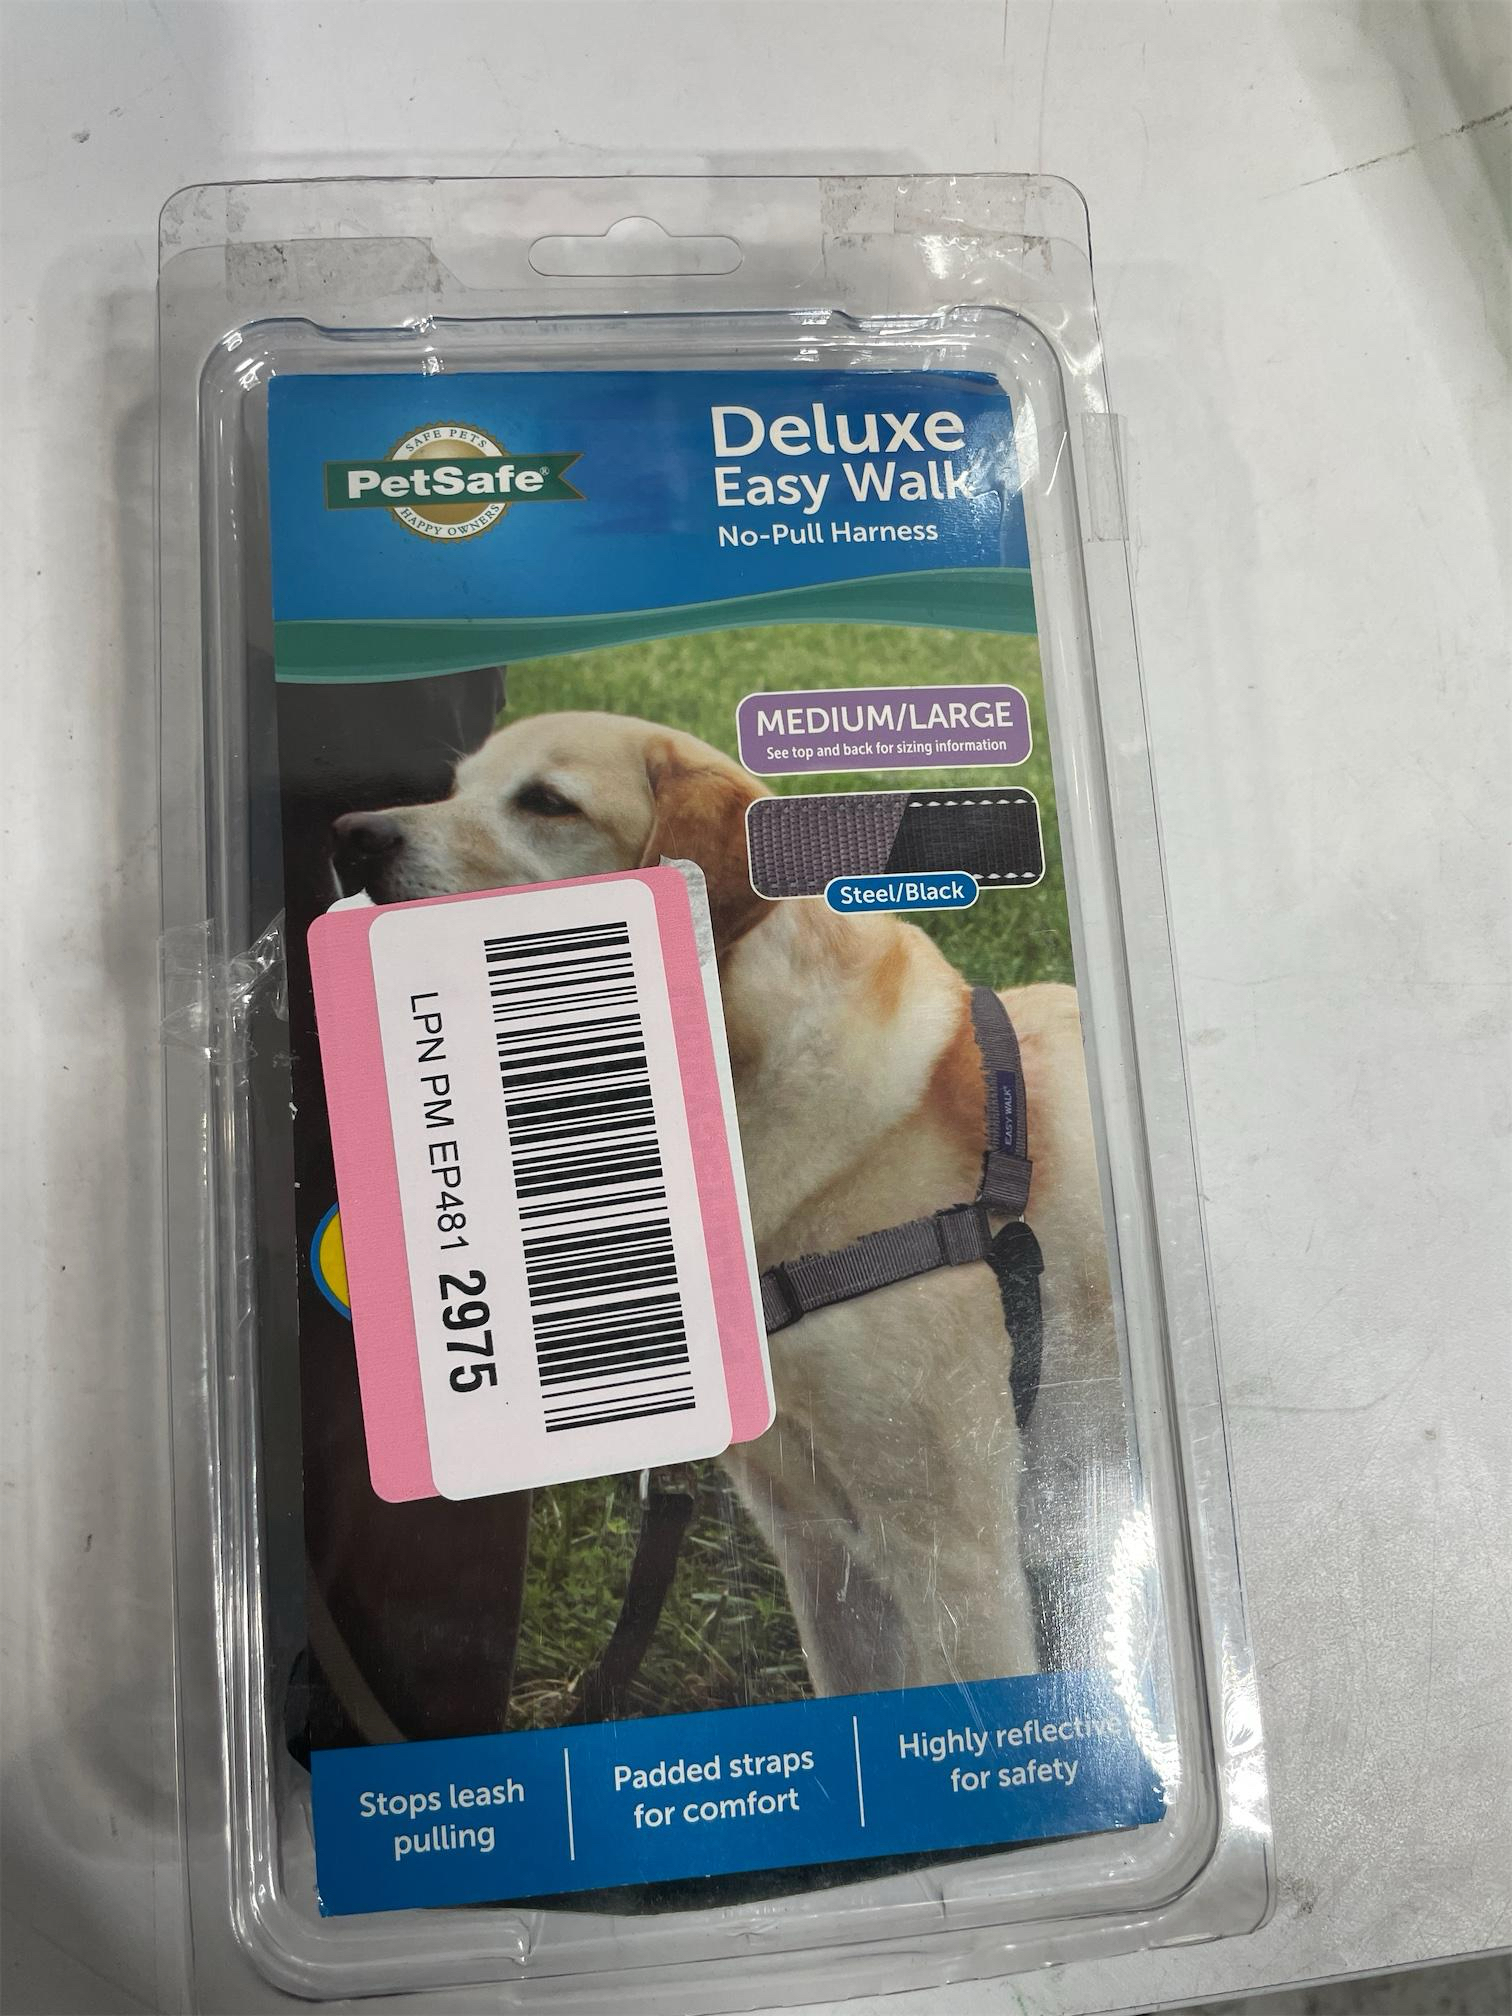 SAFE PETS
PetSafe®
HAPPY OWNERS
Deluxe
Easy Walk
No-Pull Harness
MEDIUM/LARGE
See top and back for sizing information
Steel/Black
EASY WALK
LPN PM EP481 2975
Stops leash
pulling
Padded straps
for comfort
Highly reflective
for safety